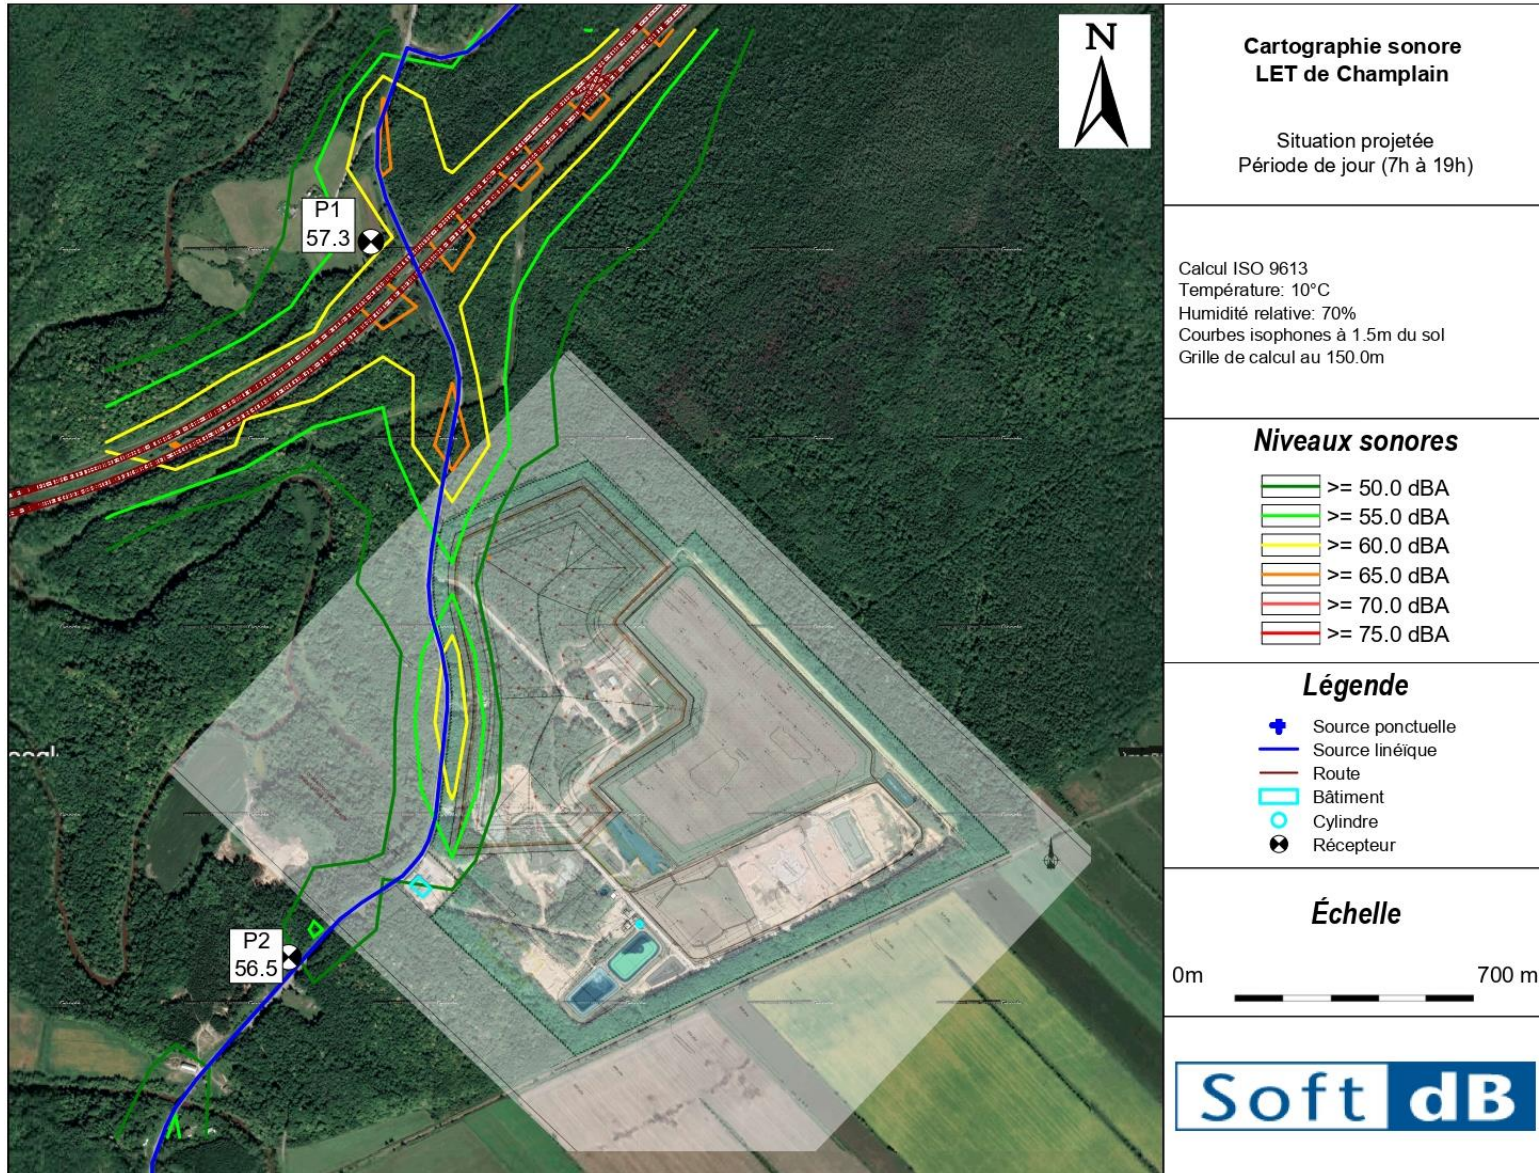 P1
57.3
P2
56.5
N
Cartographie sonore
LET de Champlain
Situation projetée
Période de jour (7h à 19h)
Calcul ISO 9613
Température: 10°C
Humidité relative: 70%
Courbes isophones à 1.5m du sol
Grille de calcul au 150.0m
Niveaux sonores
>= 50.0 dBA
>= 55.0 dBA
>= 60.0 dBA
>= 65.0 dBA
>= 70.0 dBA
>= 75.0 dBA
Légende
Source ponctuelle
Source linéïque
Route
Bâtiment
Cylindre
Récepteur
Échelle
0m 700 m
Soft dB